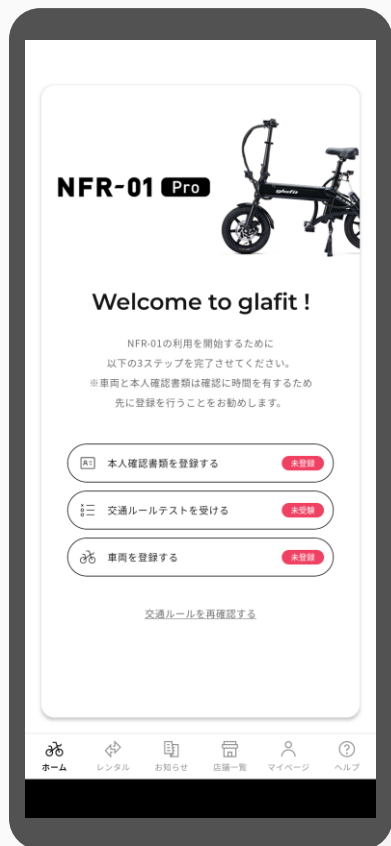 NFR-01 Pro
glafit
Welcome to glafit !
NFR-01の利用を開始するために
以下の3ステップを完了させてください。
※車両と本人確認書類は確認に時間を有するため
先に登録を行うことをお勧めします。
本人確認書類を登録する 未登録
交通ルールテストを受ける 未受験
車両を登録する 未登録
交通ルールを再確認する
ホーム レンタル お知らせ 店舗一覧 マイページ ヘルプ